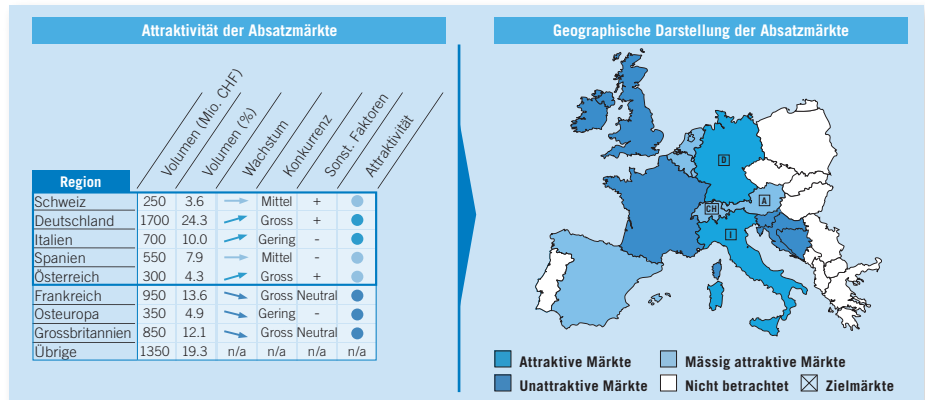 Attraktivität der Absatzmärkte
Volumen (Mio. CHF)
Volumen (%)
Wachstum
Konkurrenz
Sonst. Faktoren
Attraktivität
Region
Schweiz 250 3.6 Mittel +
Deutschland 1700 24.3 Gross +
Italien 700 10.0 Gering -
Spanien 550 7.9 Mittel -
Österreich 300 4.3 Gross +
Frankreich 950 13.6 Gross Neutral
Osteuropa 350 4.9 Gering -
Grossbritannien 850 12.1 Gross Neutral
Übrige 1350 19.3 n/a n/a n/a n/a
Geographische Darstellung der Absatzmärkte
D
A
CH
I
Attraktive Märkte
Mässig attraktive Märkte
Unattraktive Märkte
Nicht betrachtet
Zielmärkte